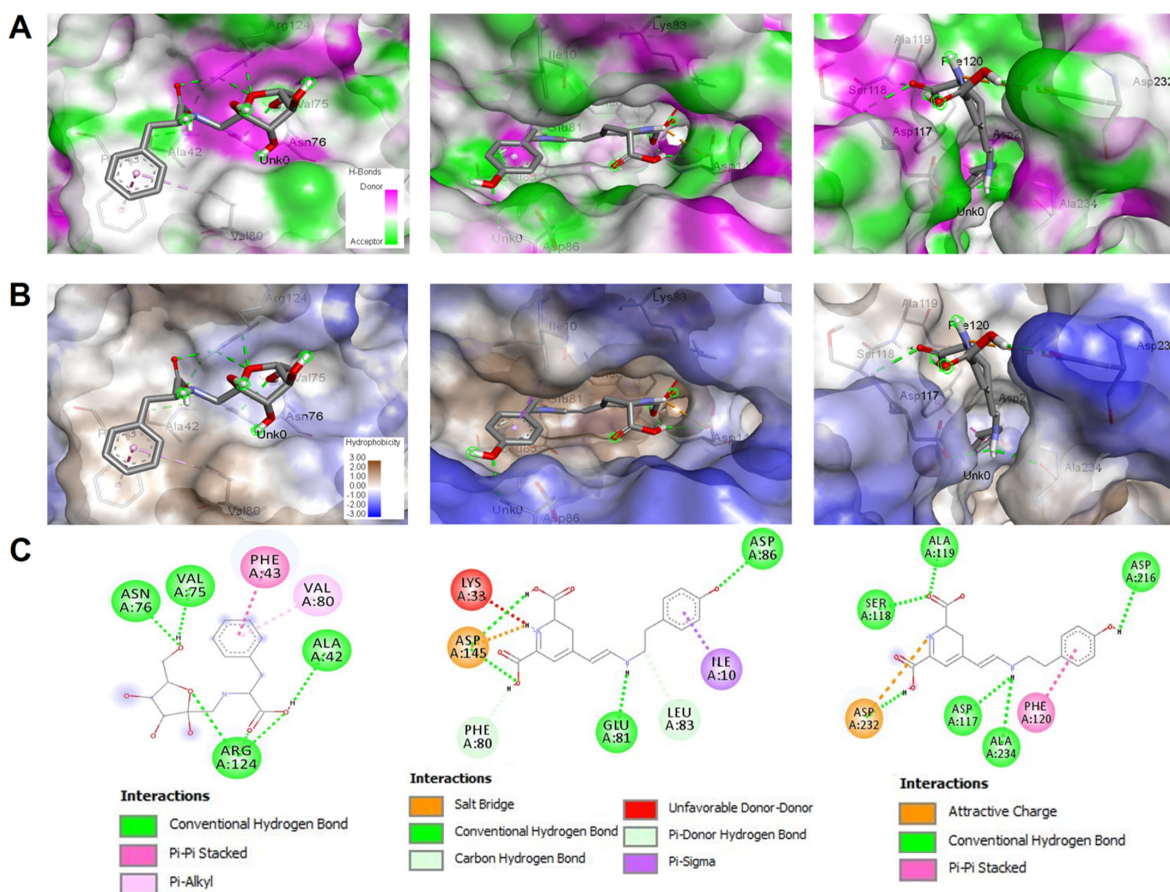 A
Arg124
Val75
Asn76
Unk0
Ala42
Val80
H-Bonds
Donor
Acceptor
Lys33
Ile10
Glu81
Unk0
Asp86
Ala119
Phe120
Ser118
Asp232
Asp117
Unk0
Ala234
B
Arg124
Val75
Asn76
Unk0
Ala42
Val80
Hydrophobicity
3.00
2.00
1.00
0.00
-1.00
-2.00
-3.00
Lys33
Ile10
Glu81
Unk0
Asp86
Ala119
Phe120
Ser118
Asp117
Unk0
Ala234
C
ASN
A:76
VAL
A:75
PHE
A:43
VAL
A:80
ALA
A:42
ARG
A:124
H
H
Interactions
Conventional Hydrogen Bond
Pi-Pi Stacked
Pi-Alkyl
LYS
A:33
ASP
A:145
PHE
A:80
GLU
A:81
LEU
A:83
ILE
A:10
ASP
A:86
Interactions
Salt Bridge
Conventional Hydrogen Bond
Carbon Hydrogen Bond
Unfavorable Donor-Donor
Pi-Donor Hydrogen Bond
Pi-Sigma
ALA
A:119
SER
A:118
ASP
A:216
ASP
A:232
ASP
A:117
ALA
A:234
PHE
A:120
Interactions
Attractive Charge
Conventional Hydrogen Bond
Pi-Pi Stacked